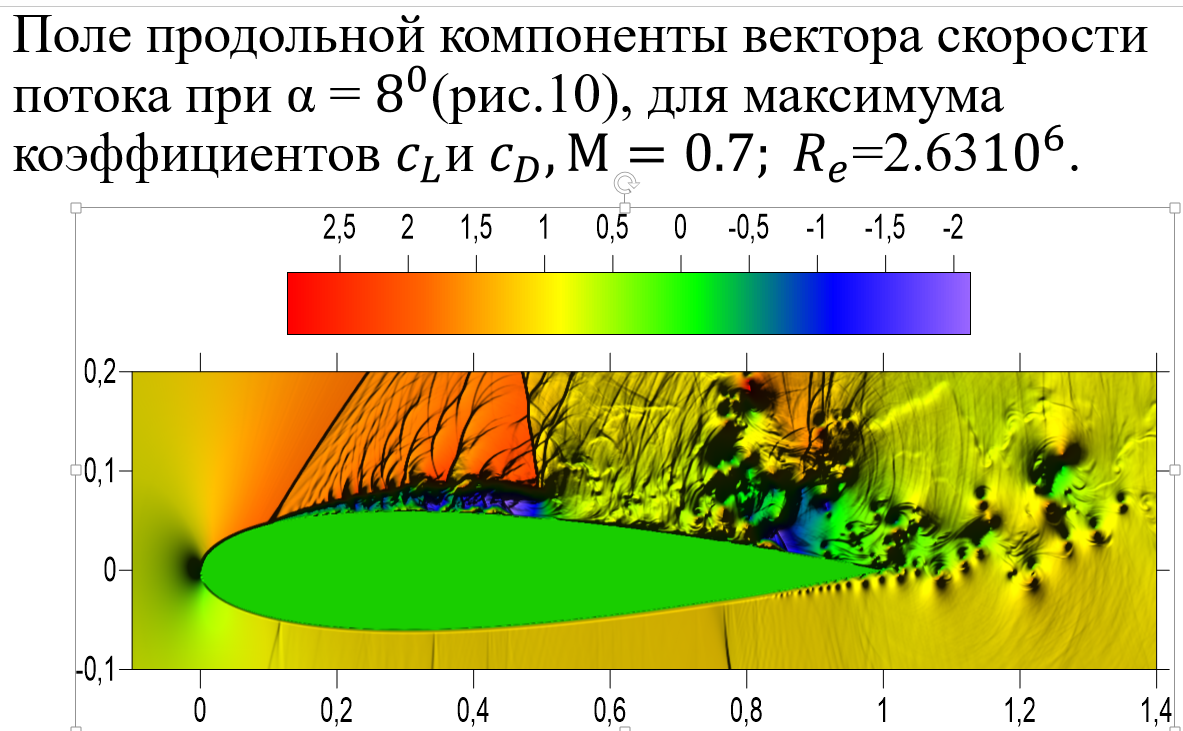 Поле продольной компоненты вектора скорости
потока при α = 8⁰(рис.10), для максимума
коэффициентов c_L и c_D, M = 0.7; R_e=2.6310⁶.
2,5 2 1,5 1 0,5 0 -0,5 -1 -1,5 -2
0,2
0,1
0
-0,1
0 0,2 0,4 0,6 0,8 1 1,2 1,4